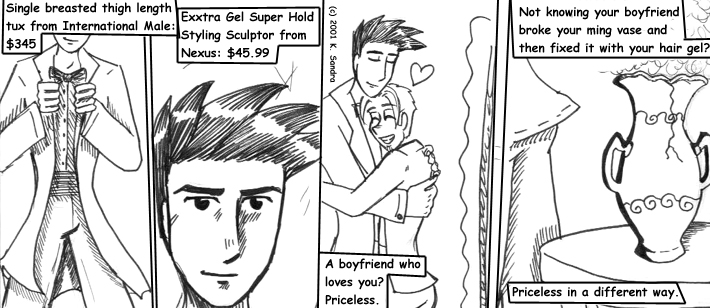 Single breasted thigh length
tux from International Male:
$345
Exxtra Gel Super Hold
Styling Sculptor from
Nexus: $45.99
(c) 2001 K. Sandra
A boyfriend who
loves you?
Priceless.
Not knowing your boyfriend
broke your ming vase and
then fixed it with your hair gel?
Priceless in a different way.